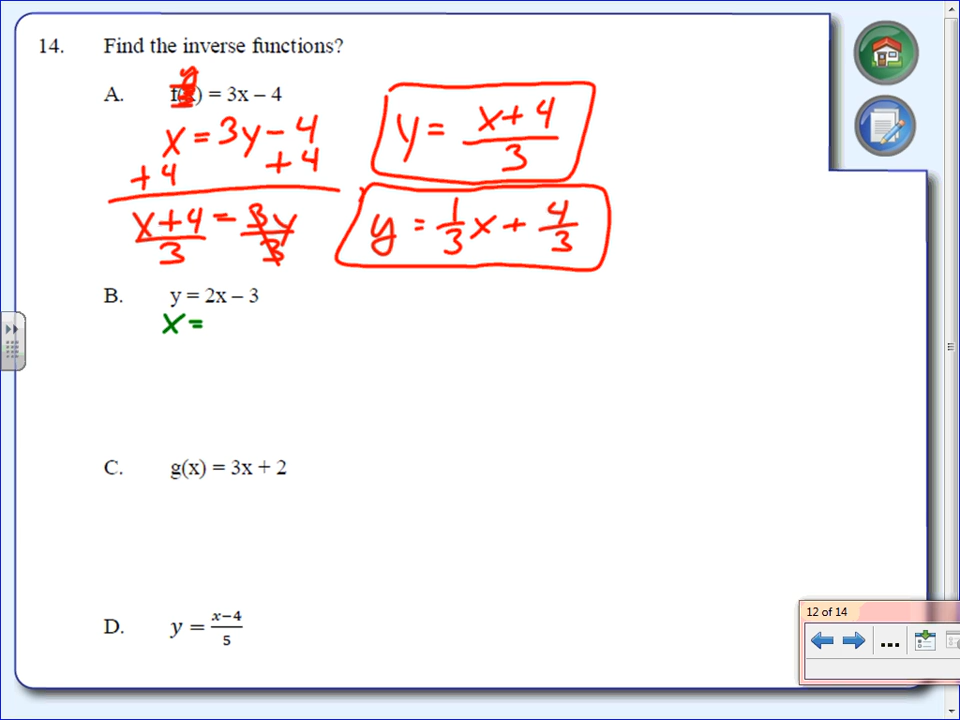 14. Find the inverse functions?
A. f(x) = 3x – 4
y
x = 3y - 4
+4 +4
x+4/3 = 3y/3
y = x+4/3
y = 1/3 x + 4/3
B. y = 2x – 3
x =
C. g(x) = 3x + 2
D. y = x−4/5
12 of 14
...